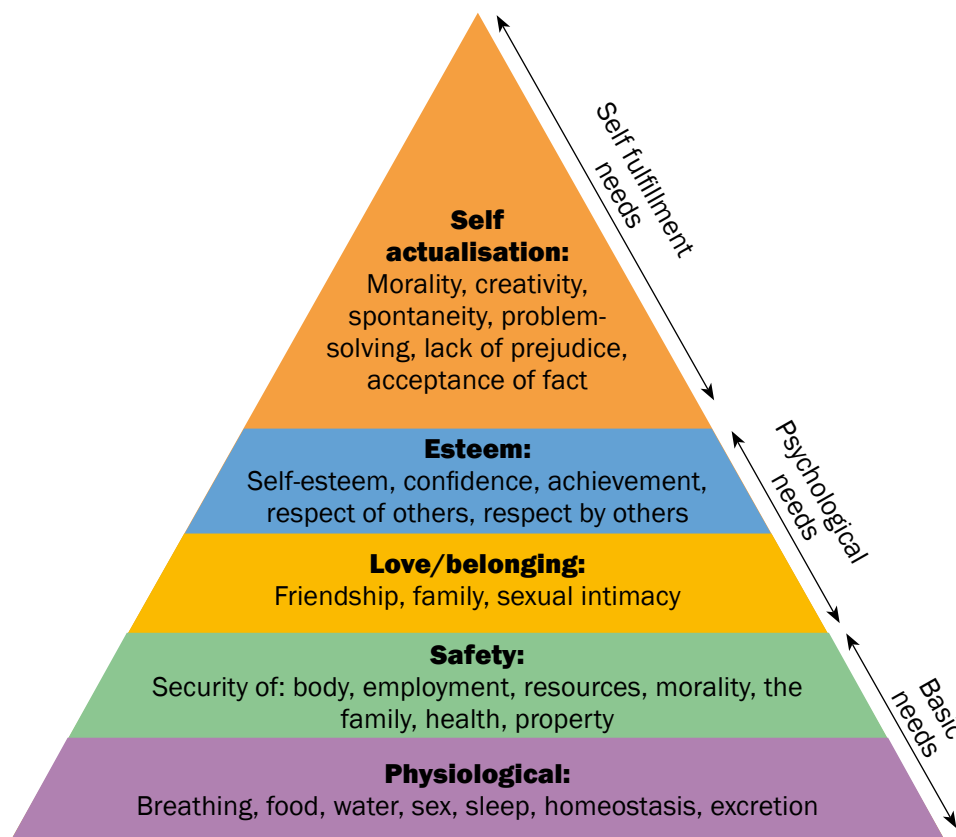 Self fulfillment
needs
Self
actualisation:
Morality, creativity,
spontaneity, problem-
solving, lack of prejudice,
acceptance of fact
Psychological
needs
Esteem:
Self-esteem, confidence, achievement,
respect of others, respect by others
Love/belonging:
Friendship, family, sexual intimacy
Basic
needs
Safety:
Security of: body, employment, resources, morality, the
family, health, property
Physiological:
Breathing, food, water, sex, sleep, homeostasis, excretion